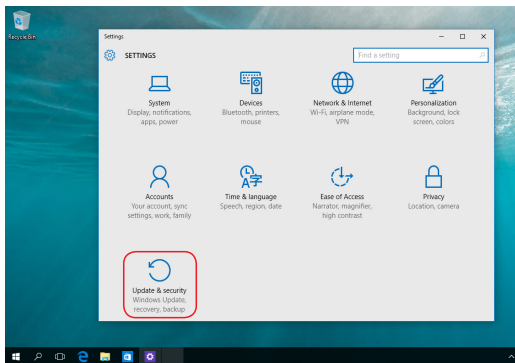 Recycle Bin
Settings
SETTINGS
Find a setting
System
Display, notifications,
apps, power
Devices
Bluetooth, printers,
mouse
Network & Internet
Wi-Fi, airplane mode,
VPN
Personalization
Background, lock
screen, colors
Accounts
Your account, sync
settings, work, family
Time & language
Speech, region, date
Ease of Access
Narrator, magnifier,
high contrast
Privacy
Location, camera
Update & security
Windows Update,
recovery, backup